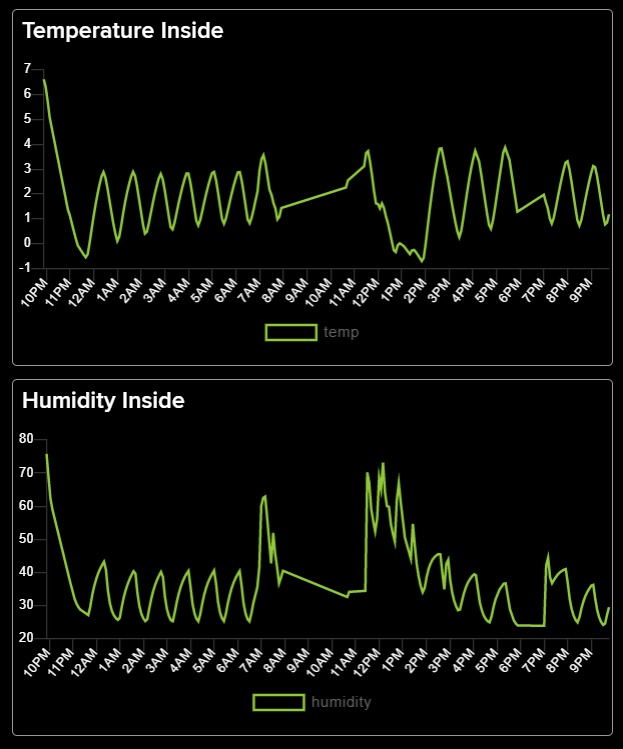 Temperature Inside
7
6
5
4
3
2
1
0
-1
10PM 11PM 12AM 1AM 2AM 3AM 4AM 5AM 6AM 7AM 8AM 9AM 10AM 11AM 12PM 1PM 2PM 3PM 4PM 5PM 6PM 7PM 8PM 9PM
temp
Humidity Inside
80
70
60
50
40
30
20
10PM 11PM 12AM 1AM 2AM 3AM 4AM 5AM 6AM 7AM 8AM 9AM 10AM 11AM 12PM 1PM 2PM 3PM 4PM 5PM 6PM 7PM 8PM 9PM
humidity